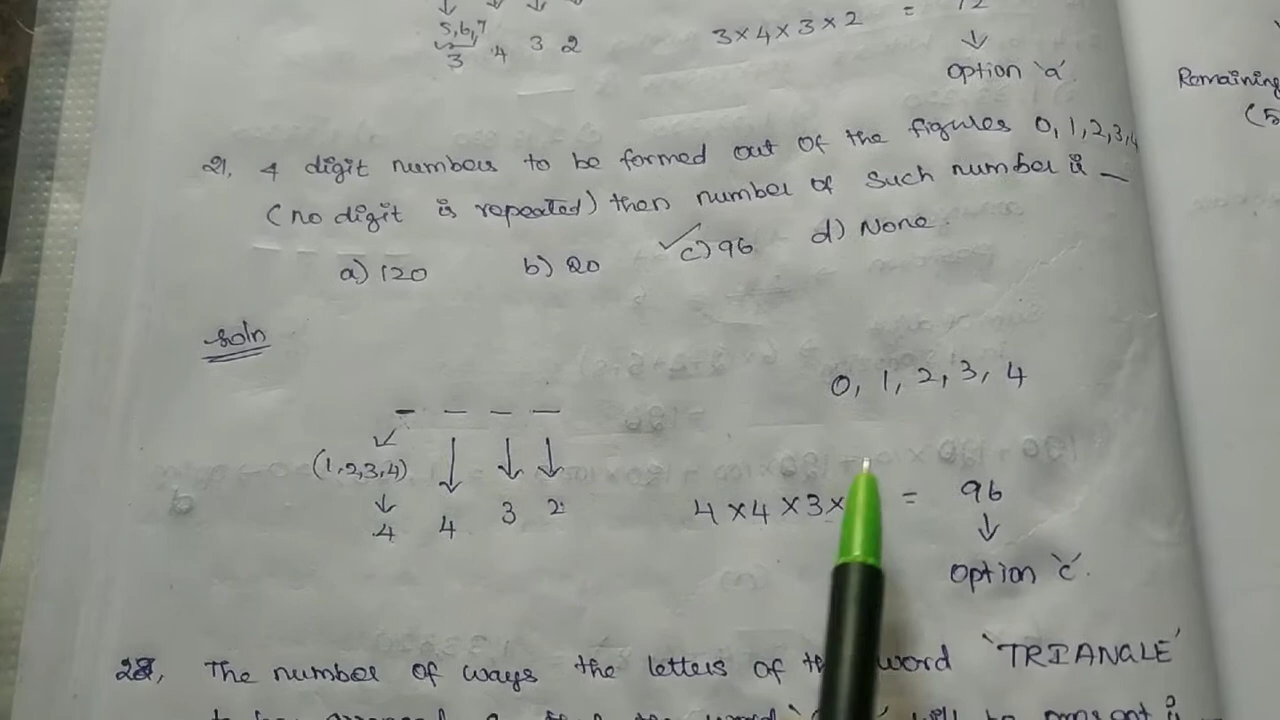 5,6,7
3 4 3 2
3×4×3×2 = 72
Option 'a'
Remaining
21. 4 digit numbers to be formed out of the figures 0, 1, 2, 3, 4
(no digit is repeated) then number of such number is —
a) 120 b) 20 c) 96 d) None
soln
0, 1, 2, 3, 4
(1,2,3,4)
4 4 3 2
4×4×3× = 96
option 'c'.
22. The number of ways the letters of word 'TRIANGLE'